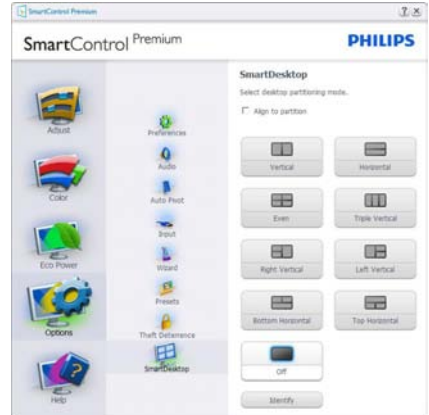 SmartControl Premium
SmartControl Premium
PHILIPS
Adjust
Color
Eco Power
Options
Help
Preferences
Audio
Auto Pivot
Input
Wizard
Presets
Theft Deterrence
SmartDesktop
SmartDesktop
Select desktop partitioning mode.
Align to partition
Vertical
Horizontal
Even
Triple Vertical
Right Vertical
Left Vertical
Bottom Horizontal
Top Horizontal
Off
Identify